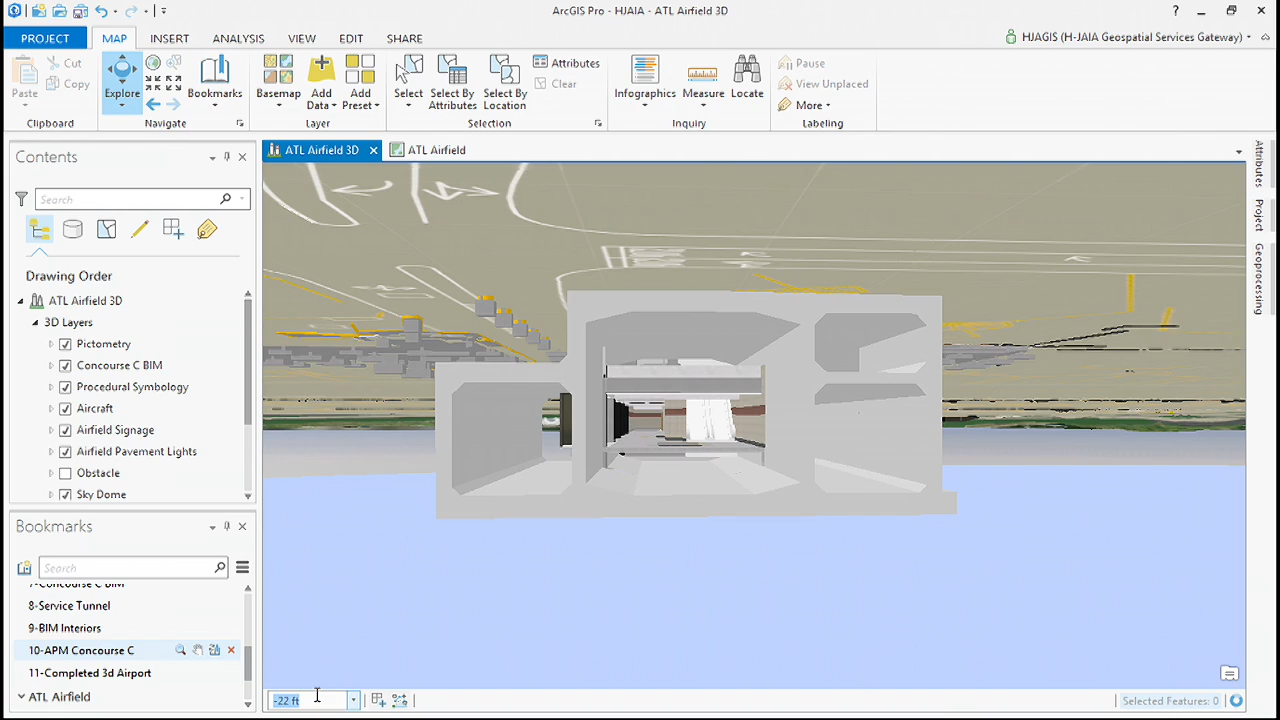 ArcGIS Pro - HJAIA - ATL Airfield 3D
?
PROJECT MAP INSERT ANALYSIS VIEW EDIT SHARE
HJAGIS (H-JAIA Geospatial Services Gateway)
Paste
Cut
Copy
Clipboard
Explore
Bookmarks
Navigate
Basemap
Add Data
Add Preset
Layer
Select
Select By Attributes
Select By Location
Attributes
Clear
Selection
Infographics
Measure
Locate
Inquiry
Pause
View Unplaced
More
Labeling
Contents
Search
Drawing Order
ATL Airfield 3D
3D Layers
Pictometry
Concourse C BIM
Procedural Symbology
Aircraft
Airfield Signage
Airfield Pavement Lights
Obstacle
Sky Dome
Bookmarks
Search
7-Concourse C BIM
8-Service Tunnel
9-BIM Interiors
10-APM Concourse C
11-Completed 3d Airport
ATL Airfield
ATL Airfield 3D
ATL Airfield
-22 ft
Selected Features: 0
Attributes
Project
Geoprocessing